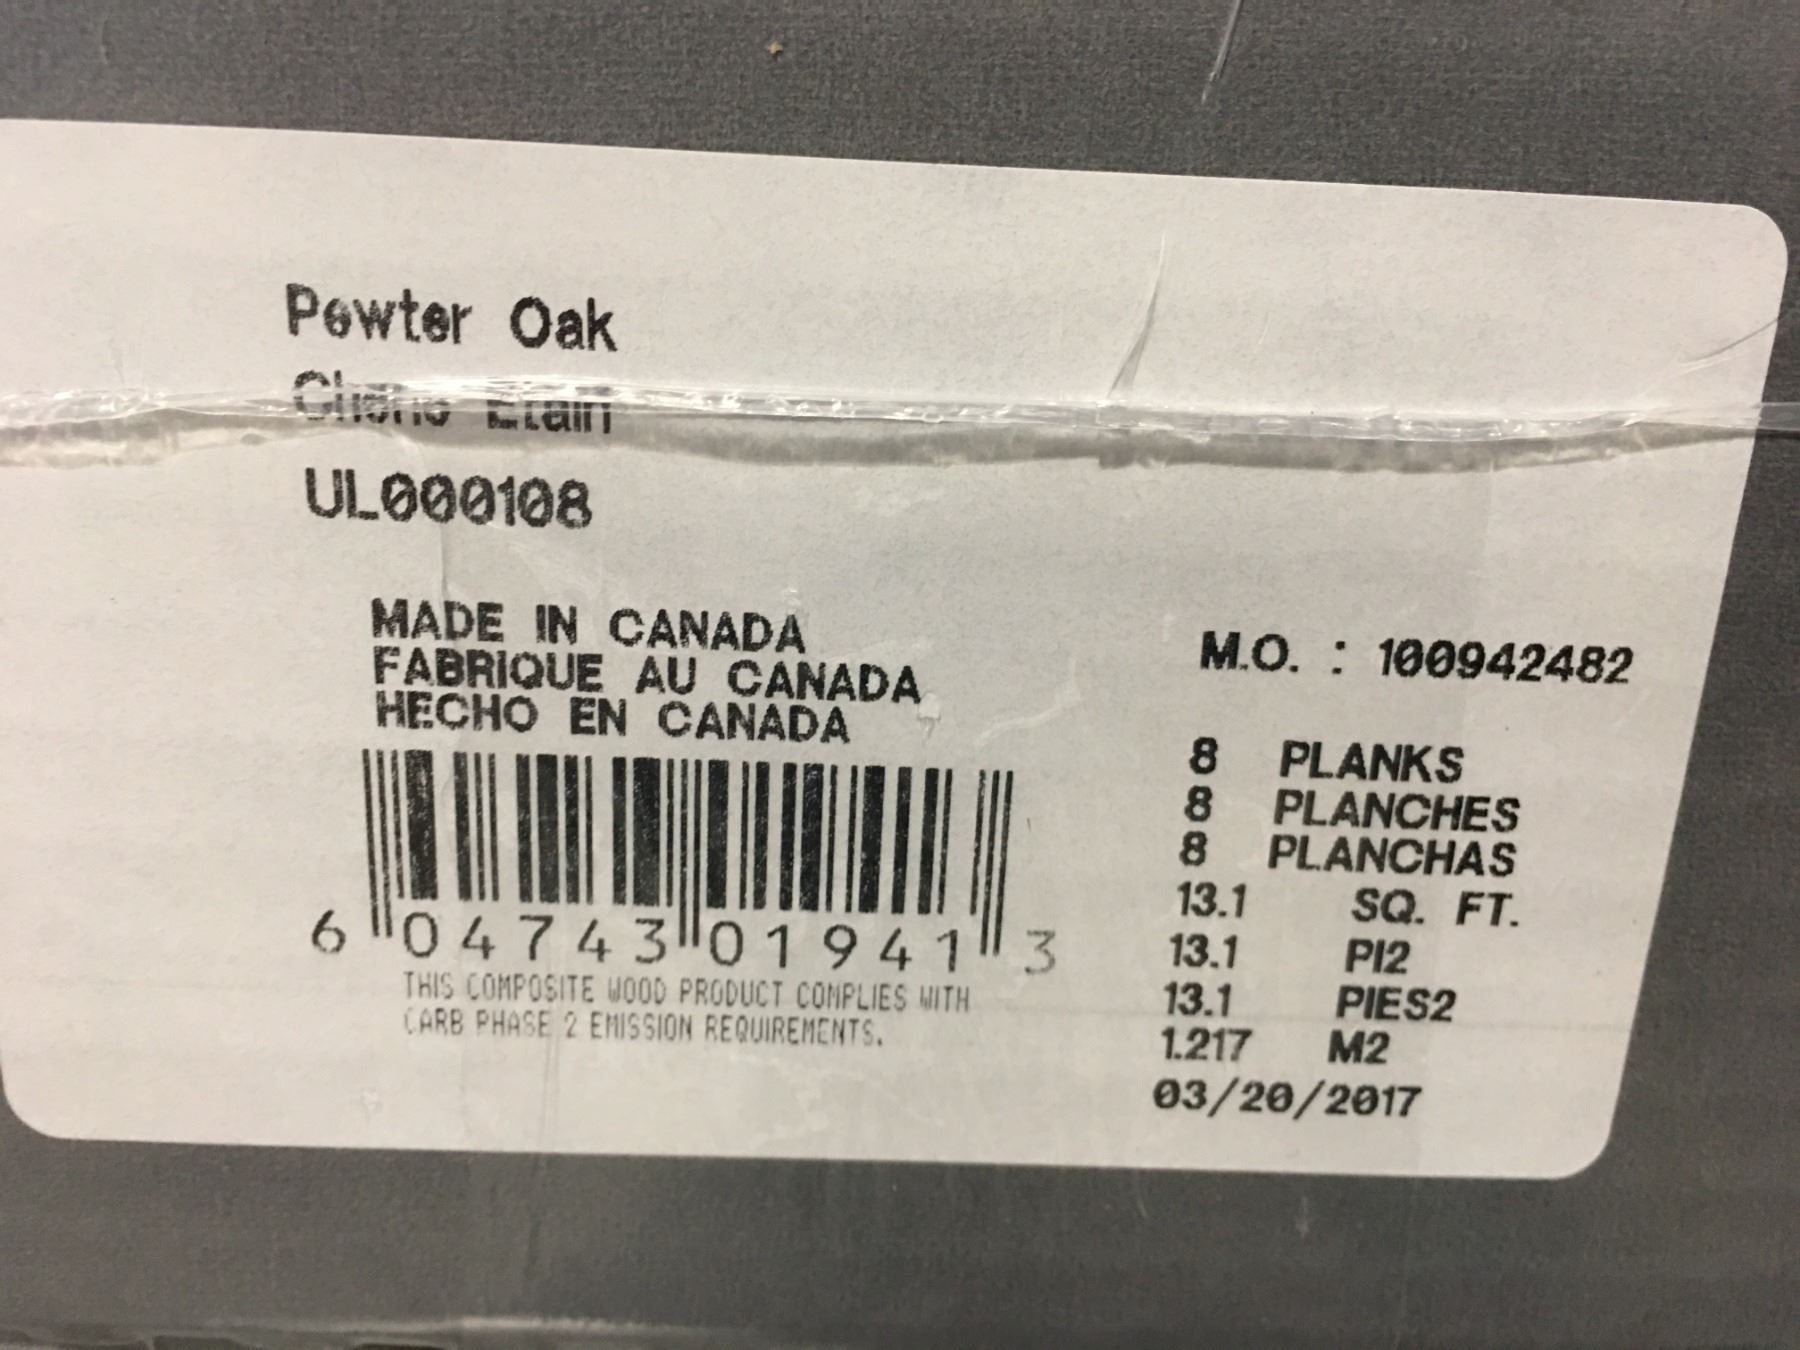 Pewter Oak
Chene Etain
UL000108
MADE IN CANADA
FABRIQUE AU CANADA
HECHO EN CANADA
6 04743 01941 3
THIS COMPOSITE WOOD PRODUCT COMPLIES WITH
CARB PHASE 2 EMISSION REQUIREMENTS.
M.O. : 100942482
8 PLANKS
8 PLANCHES
8 PLANCHAS
13.1 SQ. FT.
13.1 PI2
13.1 PIES2
1.217 M2
03/20/2017